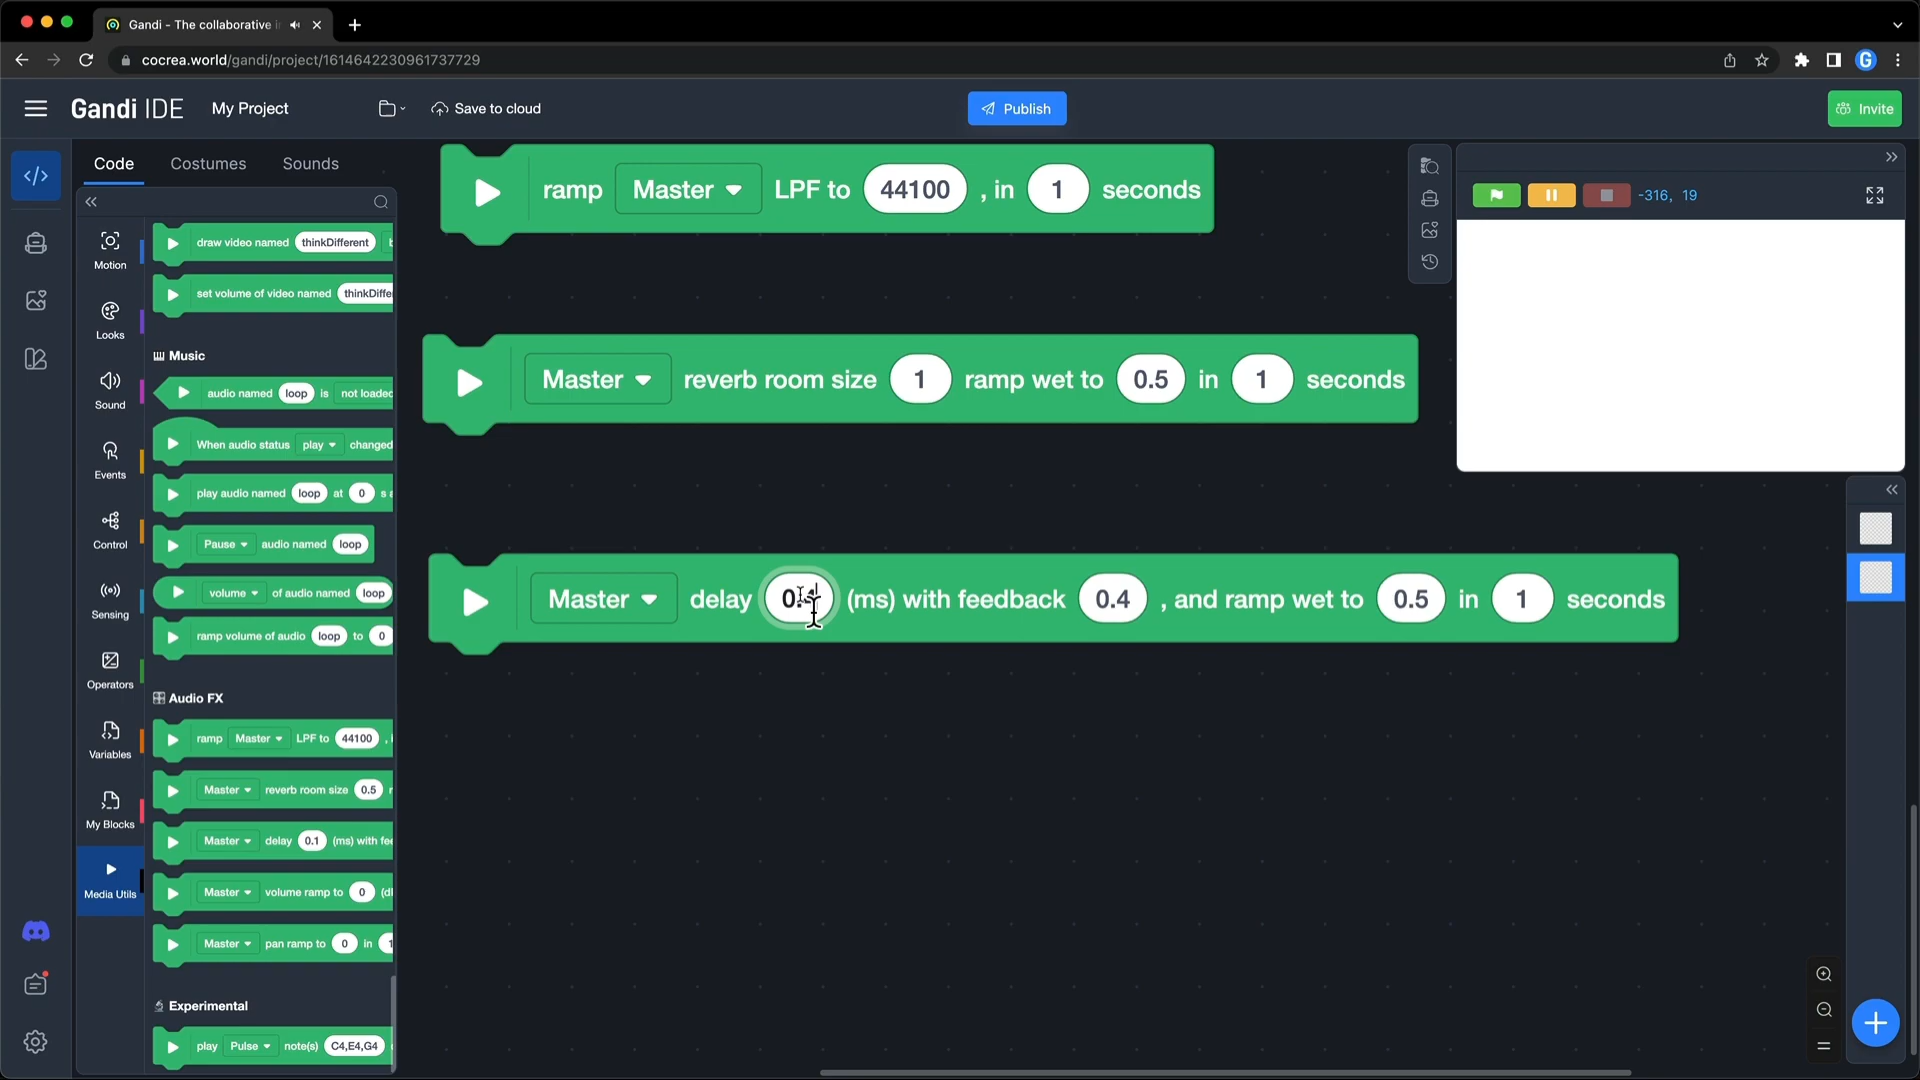 Gandi - The collaborative i
cocrea.world/gandi/project/1614642230961737729
Gandi IDE My Project Save to cloud Publish Invite
Code Costumes Sounds
Motion
Looks
Sound
Events
Control
Sensing
Operators
Variables
My Blocks
Media Utils
draw video named thinkDifferent
set volume of video named thinkDiffe
Music
audio named loop is not loaded
When audio status play changed
play audio named loop at 0 s a
Pause audio named loop
volume of audio named loop
ramp volume of audio loop to 0
Audio FX
ramp Master LPF to 44100 ,
Master reverb room size 0.5
Master delay 0.1 (ms) with fee
Master volume ramp to 0 (d
Master pan ramp to 0 in 1
Experimental
play Pulse note(s) C4,E4,G4
ramp Master LPF to 44100 , in 1 seconds
Master reverb room size 1 ramp wet to 0.5 in 1 seconds
Master delay (ms) with feedback 0.4 , and ramp wet to 0.5 in 1 seconds
-316, 19
G